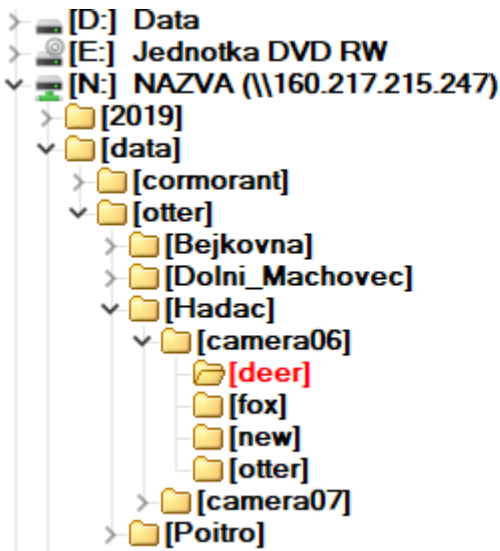 [D:] Data
[E:] Jednotka DVD RW
[N:] NAZVA (\\160.217.215.247)
[2019]
[data]
[cormorant]
[otter]
[Bejkovna]
[Dolni_Machovec]
[Hadac]
[camera06]
[deer]
[fox]
[new]
[otter]
[camera07]
[Poitro]